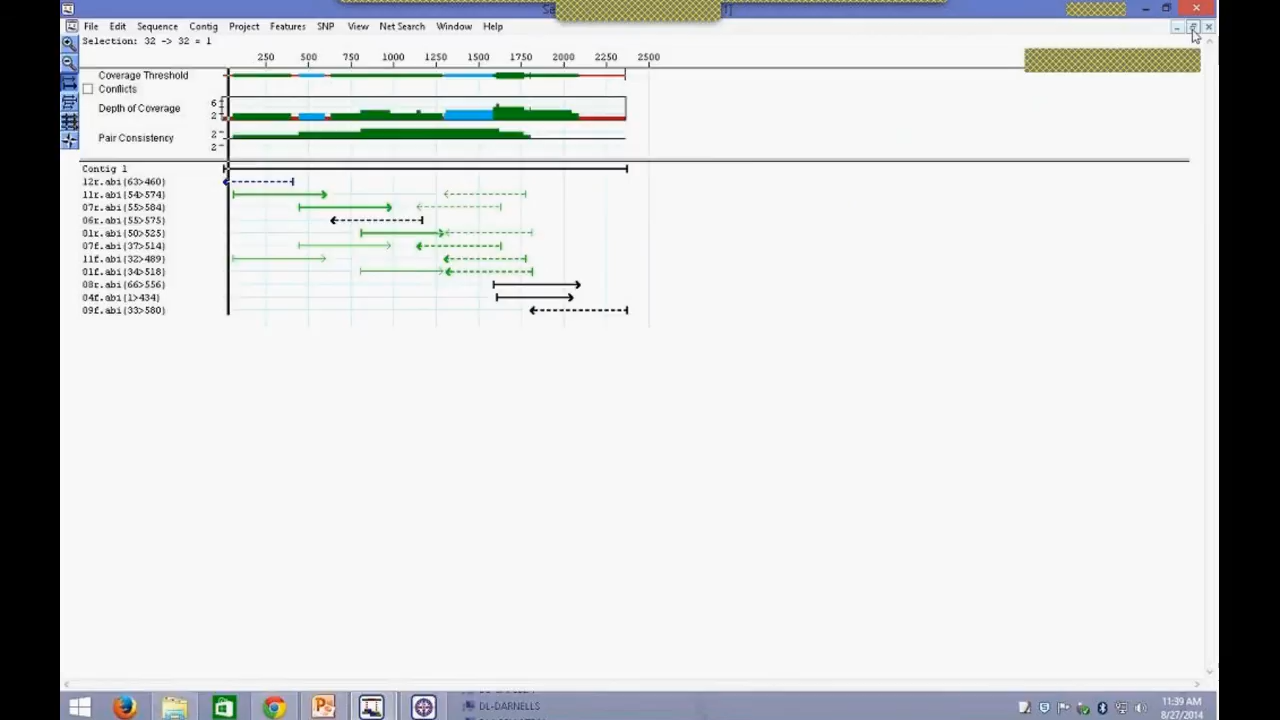 File Edit Sequence Contig Project Features SNP View Net Search Window Help
Selection: 32 -> 32 = 1
250 500 750 1000 1250 1500 1750 2000 2250 2500
Coverage Threshold
Conflicts
6
Depth of Coverage
2
2
Pair Consistency
2
Contig 1
12r.abi(63>460)
11r.abi(54>574)
07r.abi(55>584)
06r.abi(55>575)
01r.abi(50>525)
07f.abi(37>514)
11f.abi(32>489)
01f.abi(34>518)
08r.abi(66>556)
04f.abi(1>434)
09f.abi(33>580)
DL-DARNELLS
11:39 AM
8/27/2014